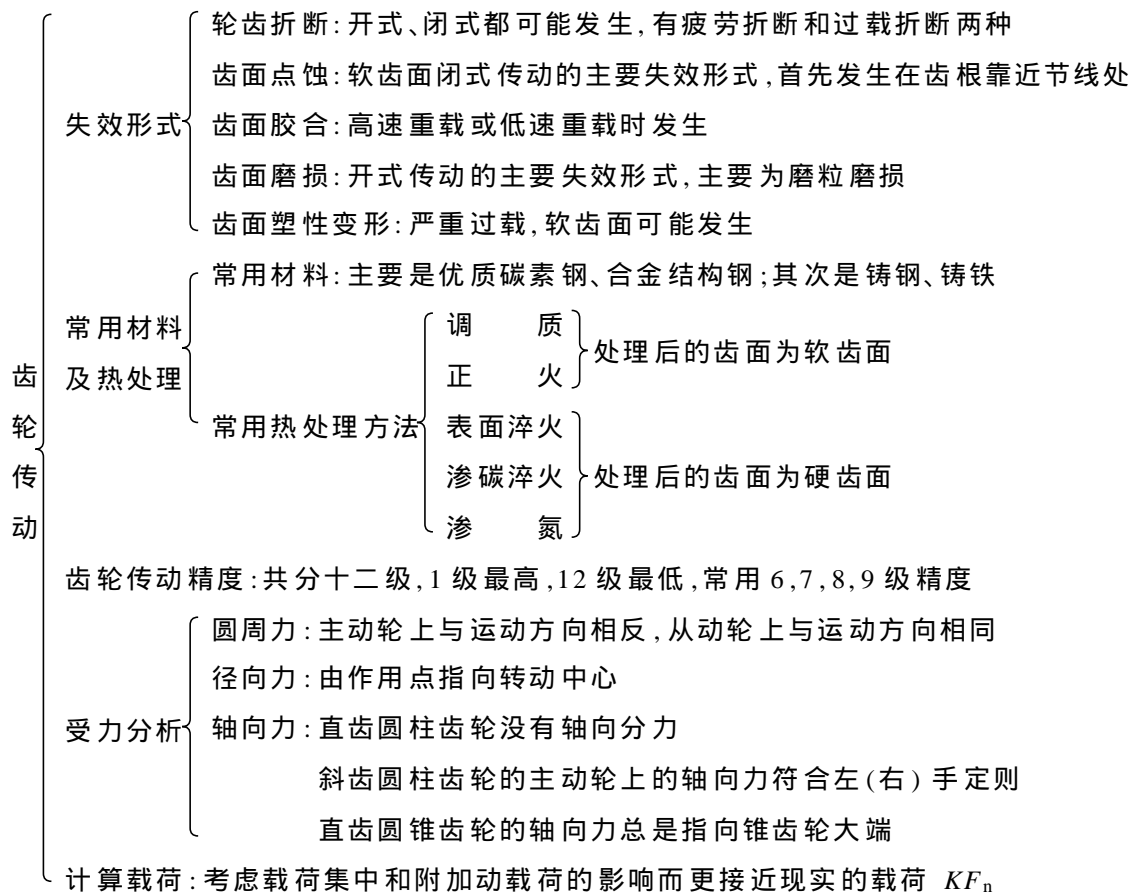 轮齿折断:开式、闭式都可能发生,有疲劳折断和过载折断两种
齿面点蚀:软齿面闭式传动的主要失效形式,首先发生在齿根靠近节线处
失效形式
齿面胶合:高速重载或低速重载时发生
齿面磨损:开式传动的主要失效形式,主要为磨粒磨损
齿面塑性变形:严重过载,软齿面可能发生
常用材料:主要是优质碳素钢、合金结构钢;其次是铸钢、铸铁
常用材料
及热处理
调 质
正 火
处理后的齿面为软齿面
常用热处理方法
表面淬火
渗碳淬火
渗 氮
处理后的齿面为硬齿面
齿
轮
传
动
齿轮传动精度:共分十二级,1 级最高,12 级最低,常用 6,7,8,9 级精度
圆周力:主动轮上与运动方向相反,从动轮上与运动方向相同
径向力:由作用点指向转动中心
受力分析
轴向力:直齿圆柱齿轮没有轴向分力
斜齿圆柱齿轮的主动轮上的轴向力符合左(右)手定则
直齿圆锥齿轮的轴向力总是指向锥齿轮大端
计算载荷:考虑载荷集中和附加动载荷的影响而更接近现实的载荷 KFn